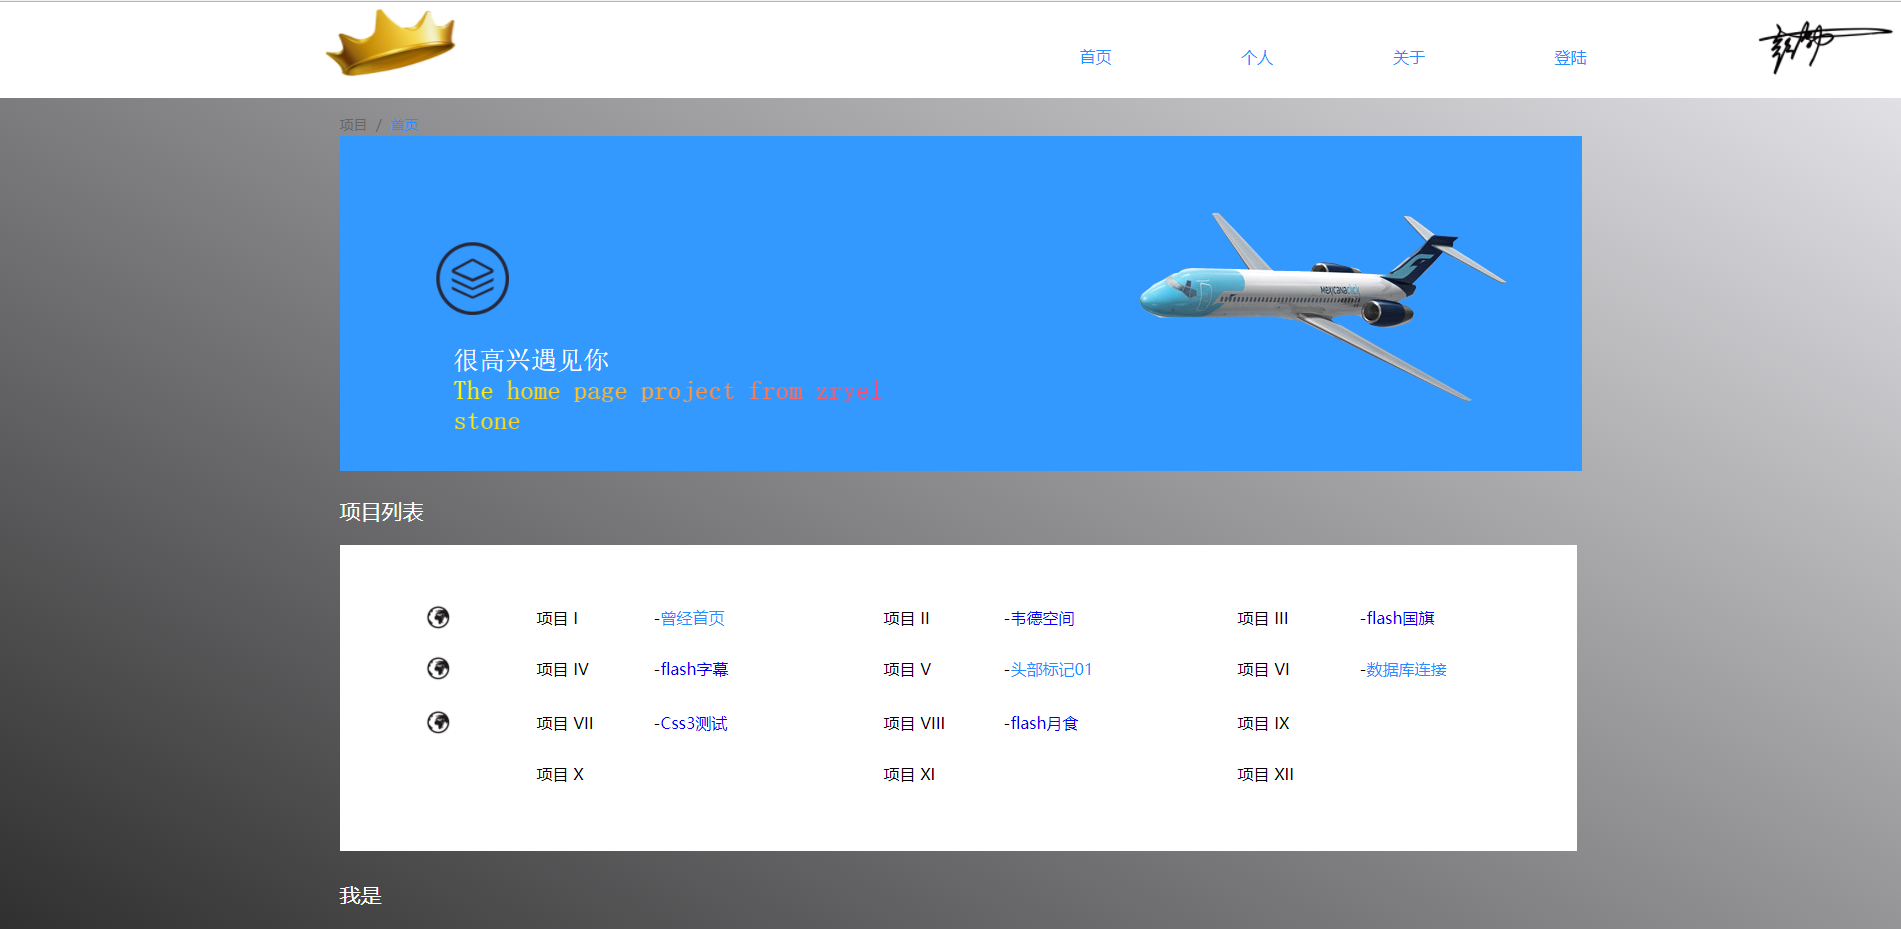 首页 个人 关于 登陆
项目 / 首页
MEXICANAclick
很高兴遇见你
The home page project from zryel
stone
项目列表
项目 I -曾经首页 项目 II -韦德空间 项目 III -flash国旗
项目 IV -flash字幕 项目 V -头部标记01 项目 VI -数据库连接
项目 VII -Css3测试 项目 VIII -flash月食 项目 IX
项目 X 项目 XI 项目 XII
我是